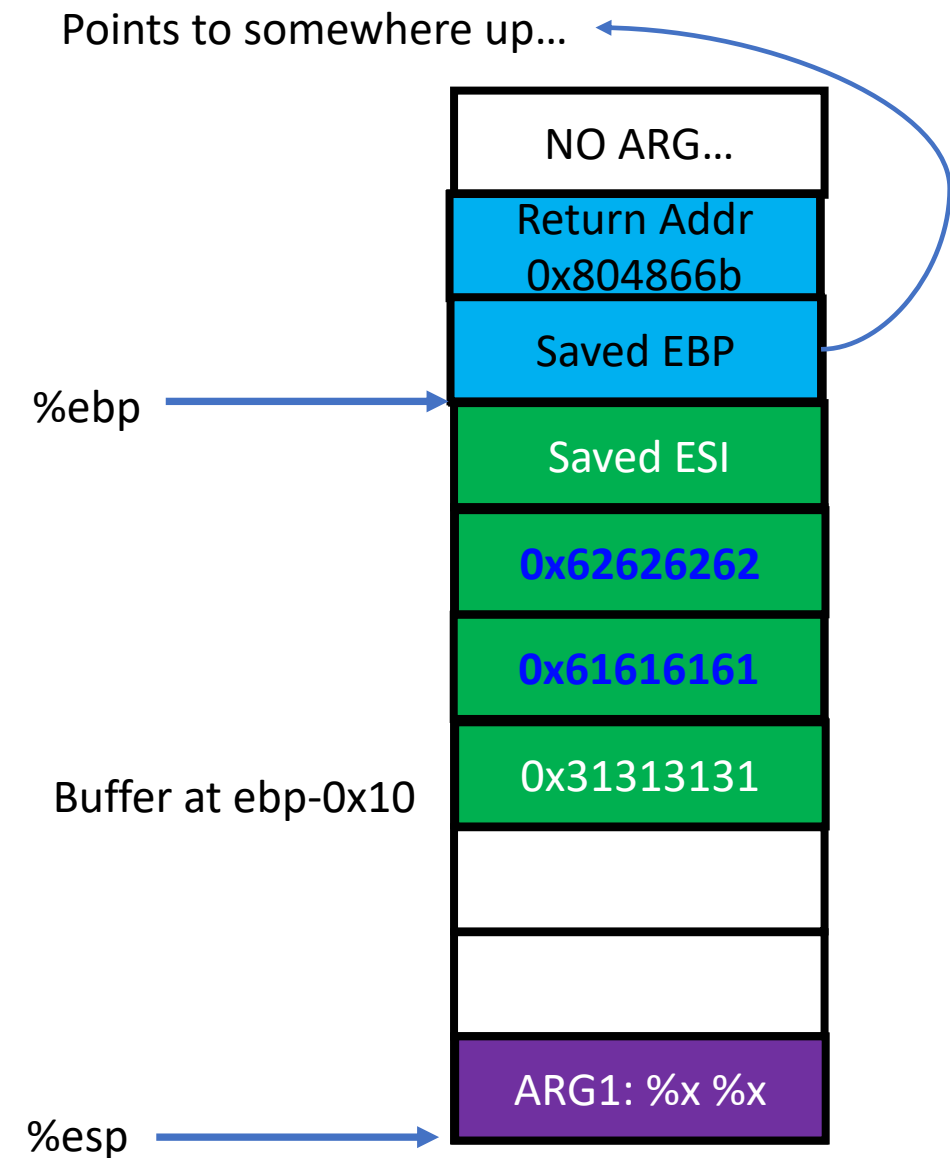 Points to somewhere up…
NO ARG…
Return Addr
0x804866b
Saved EBP
%ebp
Saved ESI
0x62626262
0x61616161
0x31313131
Buffer at ebp-0x10
ARG1: %x %x
%esp